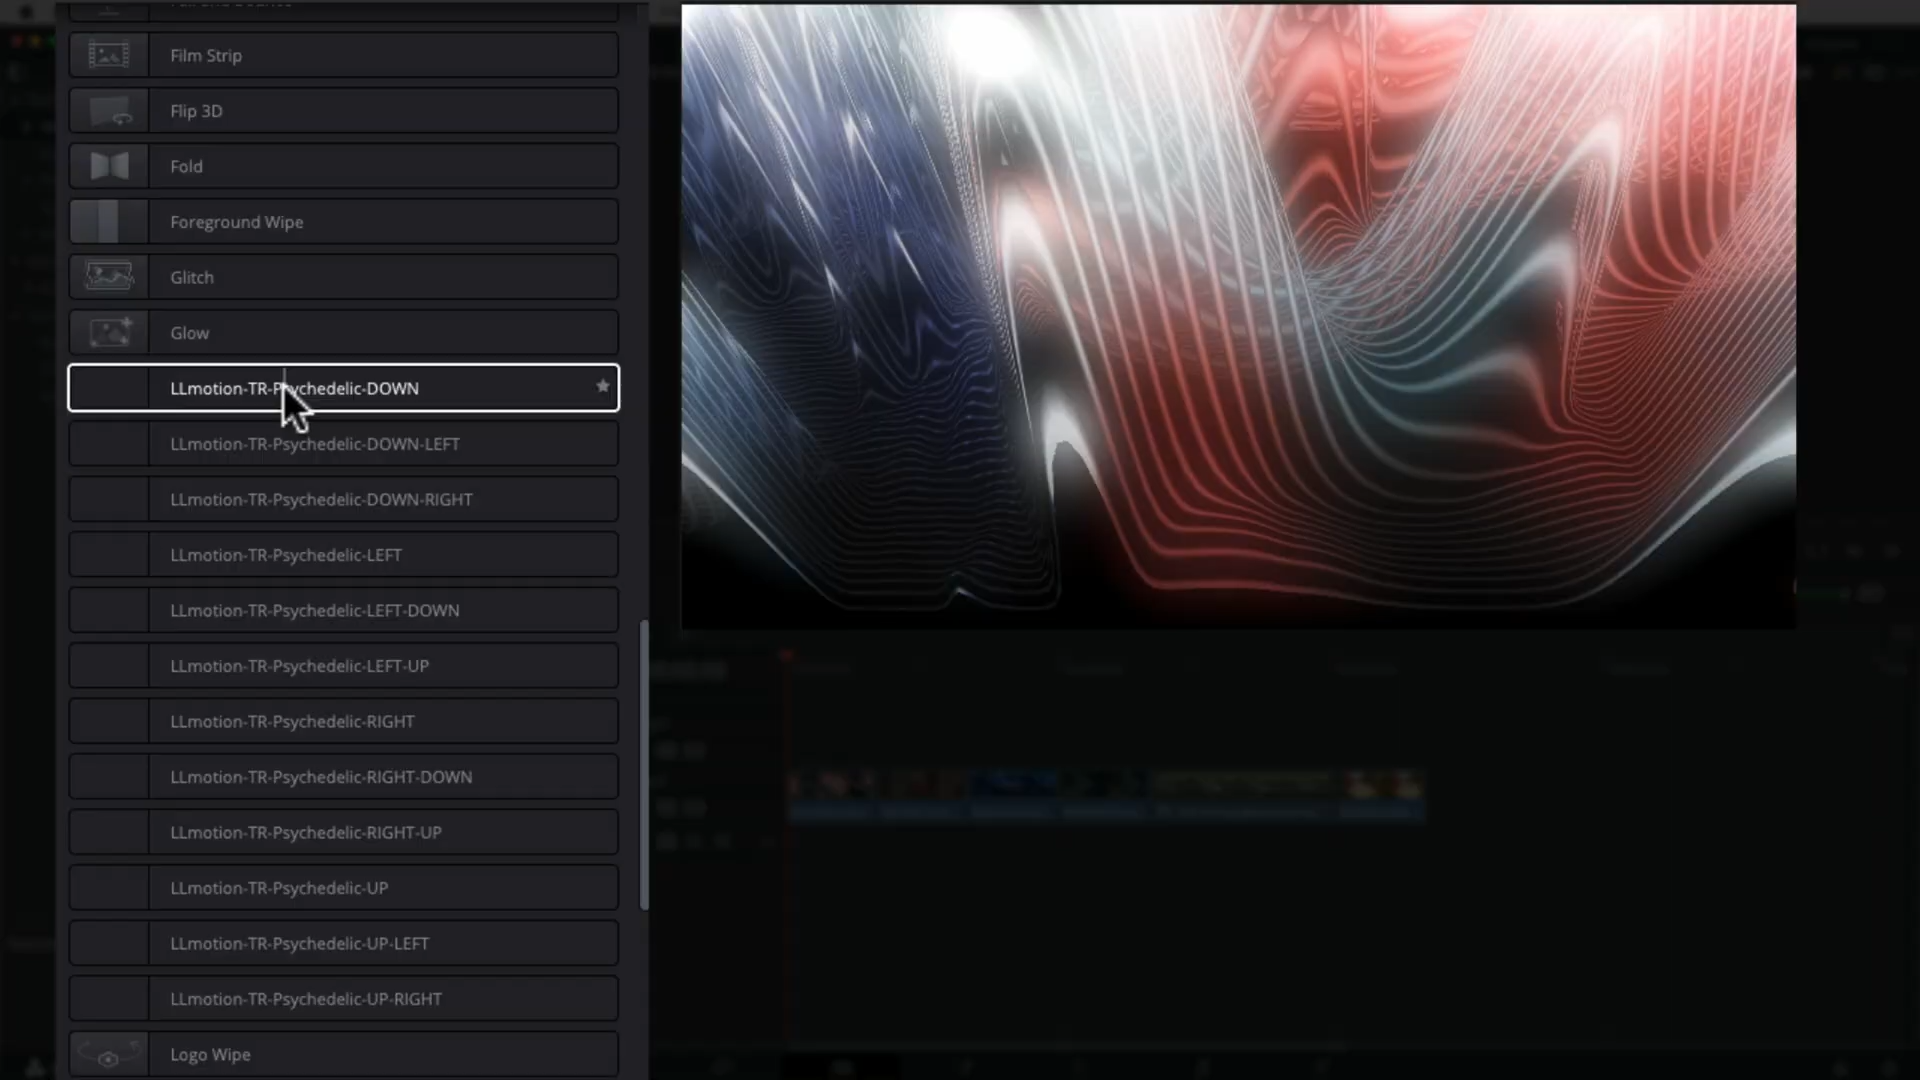 Film Strip
Flip 3D
Fold
Foreground Wipe
Glitch
Glow
LLmotion-TR-Psychedelic-DOWN
LLmotion-TR-Psychedelic-DOWN-LEFT
LLmotion-TR-Psychedelic-DOWN-RIGHT
LLmotion-TR-Psychedelic-LEFT
LLmotion-TR-Psychedelic-LEFT-DOWN
LLmotion-TR-Psychedelic-LEFT-UP
LLmotion-TR-Psychedelic-RIGHT
LLmotion-TR-Psychedelic-RIGHT-DOWN
LLmotion-TR-Psychedelic-RIGHT-UP
LLmotion-TR-Psychedelic-UP
LLmotion-TR-Psychedelic-UP-LEFT
LLmotion-TR-Psychedelic-UP-RIGHT
Logo Wipe